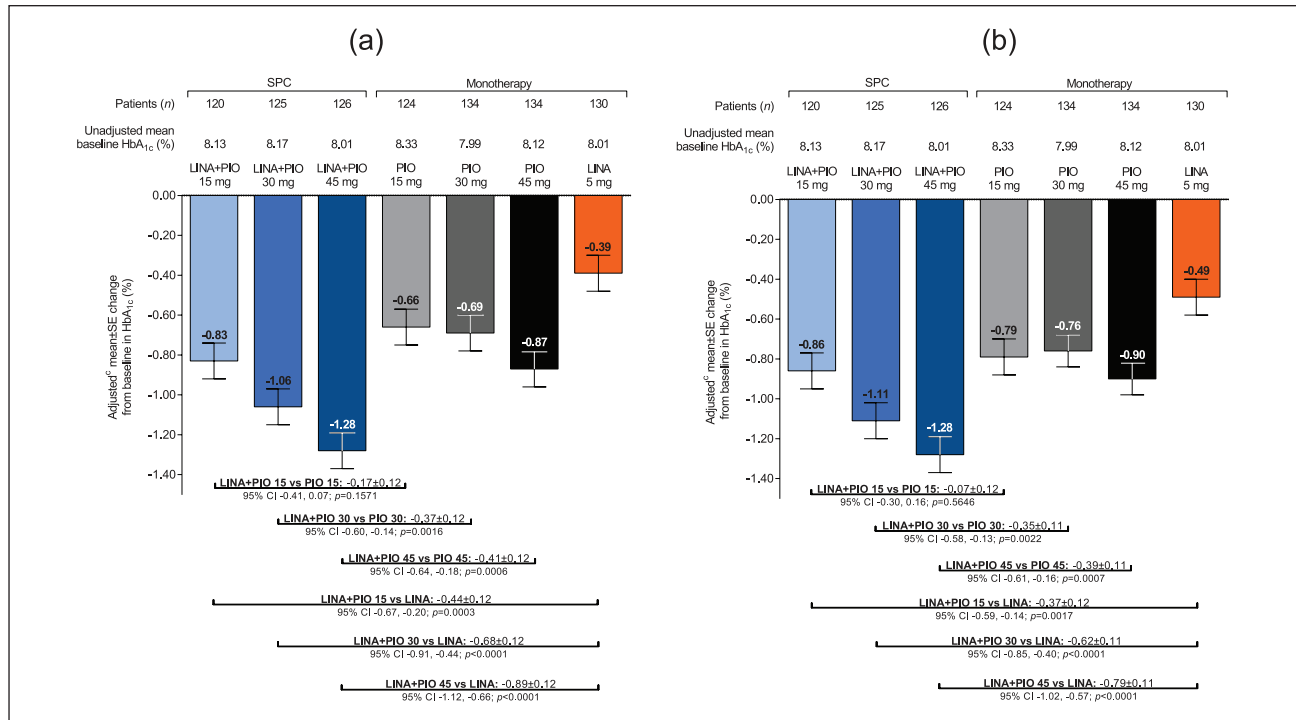 (a)
SPC Monotherapy
Patients (n) 120 125 126 124 134 134 130
Unadjusted mean
baseline HbA1c (%) 8.13 8.17 8.01 8.33 7.99 8.12 8.01
LINA+PIO LINA+PIO LINA+PIO PIO PIO PIO LINA
15 mg 30 mg 45 mg 15 mg 30 mg 45 mg 5 mg
0.00
-0.20
-0.40
-0.60
-0.80
-1.00
-1.20
-1.40
Adjustedc mean±SE change
from baseline in HbA1c (%)
-0.83
-1.06
-1.28
-0.66
-0.69
-0.87
-0.39
LINA+PIO 15 vs PIO 15: -0.17±0.12
95% CI -0.41, 0.07; p=0.1571
LINA+PIO 30 vs PIO 30: -0.37±0.12
95% CI -0.60, -0.14; p=0.0016
LINA+PIO 45 vs PIO 45: -0.41±0.12
95% CI -0.64, -0.18; p=0.0006
LINA+PIO 15 vs LINA: -0.44±0.12
95% CI -0.67, -0.20; p=0.0003
LINA+PIO 30 vs LINA: -0.68±0.12
95% CI -0.91, -0.44; p<0.0001
LINA+PIO 45 vs LINA: -0.89±0.12
95% CI -1.12, -0.66; p<0.0001
(b)
SPC Monotherapy
Patients (n) 120 125 126 124 134 134 130
Unadjusted mean
baseline HbA1c (%) 8.13 8.17 8.01 8.33 7.99 8.12 8.01
LINA+PIO LINA+PIO LINA+PIO PIO PIO PIO LINA
15 mg 30 mg 45 mg 15 mg 30 mg 45 mg 5 mg
0.00
-0.20
-0.40
-0.60
-0.80
-1.00
-1.20
-1.40
Adjustedc mean±SE change
from baseline in HbA1c (%)
-0.86
-1.11
-1.28
-0.79
-0.76
-0.90
-0.49
LINA+PIO 15 vs PIO 15: -0.07±0.12
95% CI -0.30, 0.16; p=0.5646
LINA+PIO 30 vs PIO 30: -0.35±0.11
95% CI -0.58, -0.13; p=0.0022
LINA+PIO 45 vs PIO 45: -0.39±0.11
95% CI -0.61, -0.16; p=0.0007
LINA+PIO 15 vs LINA: -0.37±0.12
95% CI -0.59, -0.14; p=0.0017
LINA+PIO 30 vs LINA: -0.62±0.11
95% CI -0.85, -0.40; p<0.0001
LINA+PIO 45 vs LINA: -0.79±0.11
95% CI -1.02, -0.57; p<0.0001